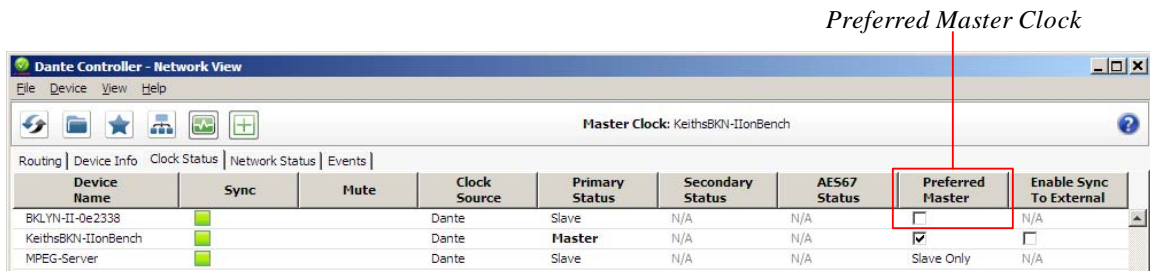 Preferred Master Clock
Dante Controller - Network View
File Device View Help
Master Clock: KeithsBKN-IIonBench
Routing Device Info Clock Status Network Status Events
Device Name Sync Mute Clock Source Primary Status Secondary Status AES67 Status Preferred Master Enable Sync To External
BKLYN-II-0e2338 Dante Slave N/A N/A N/A
KeithsBKN-IIonBench Dante Master N/A N/A
MPEG-Server Dante Slave N/A N/A Slave Only N/A